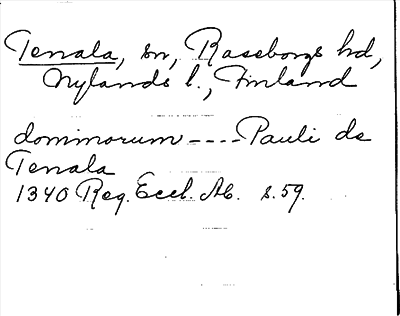 Tenala, sn, Raseborgs hd,
Nylands l., Finland
dominorum ---- Pauli de
Tenala
1340 Reg. Eccl. Ab. s. 59.